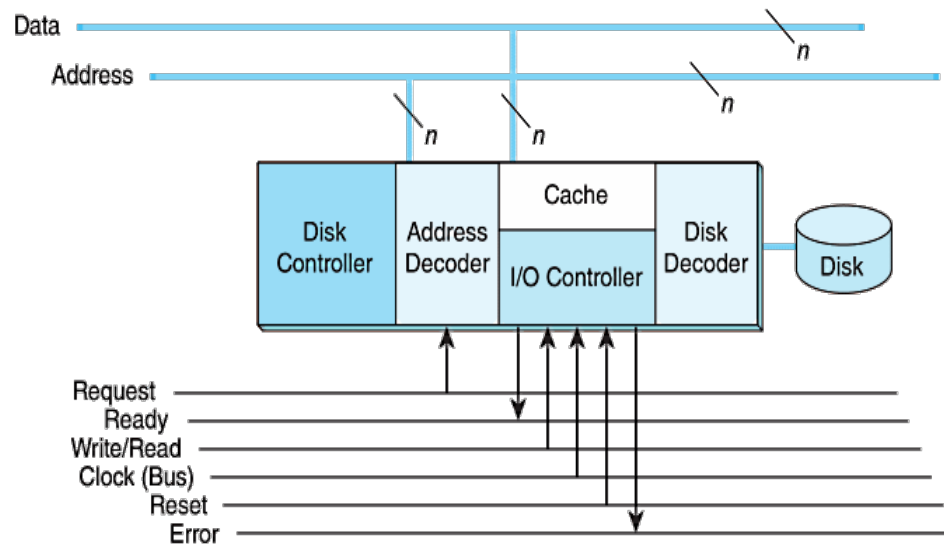 Data
n
Address
n
n
n
Disk
Controller
Address
Decoder
Cache
I/O Controller
Disk
Decoder
Disk
Request
Ready
Write/Read
Clock (Bus)
Reset
Error